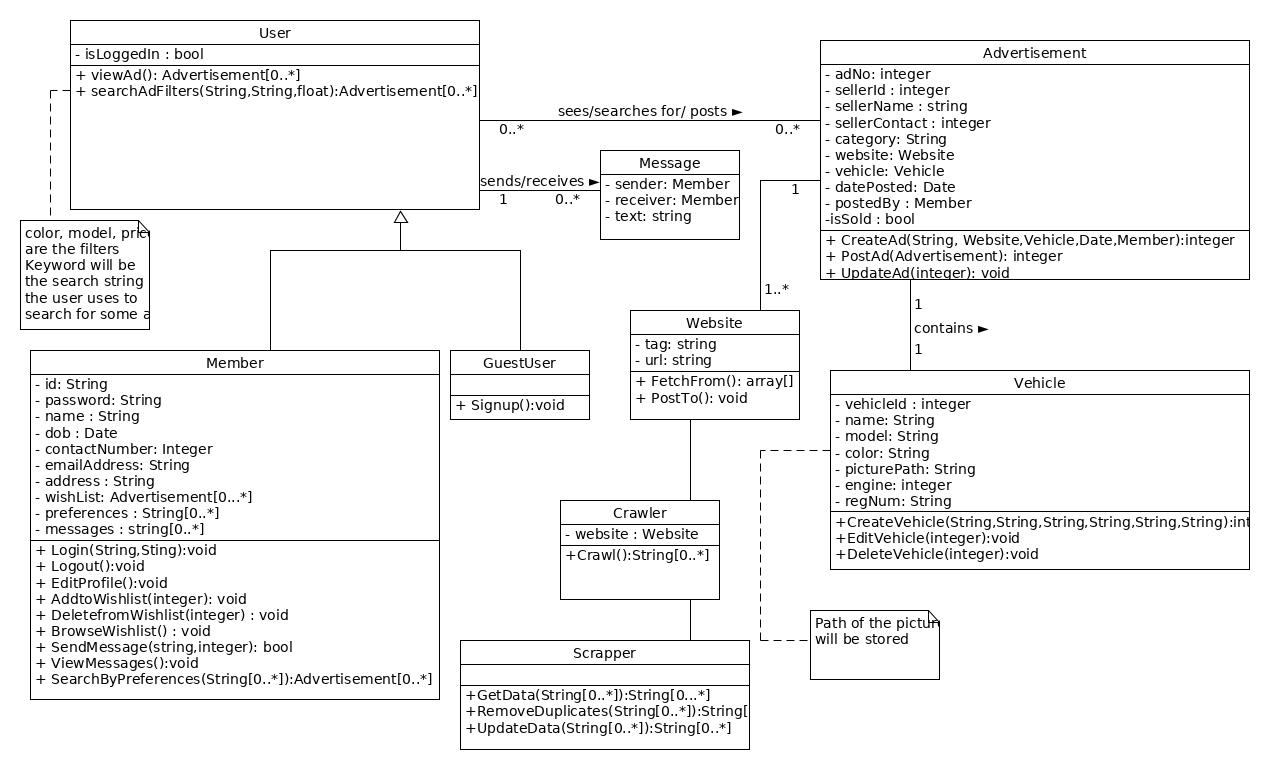 User
- isLoggedIn : bool
+ viewAd(): Advertisement[0..*]
+ searchAdFilters(String,String,float):Advertisement[0..*]
color, model, pric
are the filters
Keyword will be
the search string
the user uses to
search for some a
sees/searches for/ posts ►
0..*
0..*
sends/receives ►
1
0..*
Message
- sender: Member
- receiver: Member
- text: string
Advertisement
- adNo: integer
- sellerId : integer
- sellerName : string
- sellerContact : integer
- category: String
- website: Website
- vehicle: Vehicle
- datePosted: Date
- postedBy : Member
-isSold : bool
+ CreateAd(String, Website,Vehicle,Date,Member):integer
+ PostAd(Advertisement): integer
+ UpdateAd(integer): void
1
1..*
1
contains ►
1
Member
- id: String
- password: String
- name : String
- dob : Date
- contactNumber: Integer
- emailAddress: String
- address : String
- wishList: Advertisement[0...*]
- preferences : String[0..*]
- messages : string[0..*]
+ Login(String,Sting):void
+ Logout():void
+ EditProfile():void
+ AddtoWishlist(integer): void
+ DeletefromWishlist(integer) : void
+ BrowseWishlist() : void
+ SendMessage(string,integer): bool
+ ViewMessages():void
+ SearchByPreferences(String[0..*]):Advertisement[0..*]
GuestUser
+ Signup():void
Website
- tag: string
- url: string
+ FetchFrom(): array[]
+ PostTo(): void
Vehicle
- vehicleId : integer
- name: String
- model: String
- color: String
- picturePath: String
- engine: integer
- regNum: String
+CreateVehicle(String,String,String,String,String,String):int
+EditVehicle(integer):void
+DeleteVehicle(integer):void
Crawler
- website : Website
+Crawl():String[0..*]
Path of the pictur
will be stored
Scrapper
+GetData(String[0..*]):String[0...*]
+RemoveDuplicates(String[0..*]):String[
+UpdateData(String[0..*]):String[0..*]